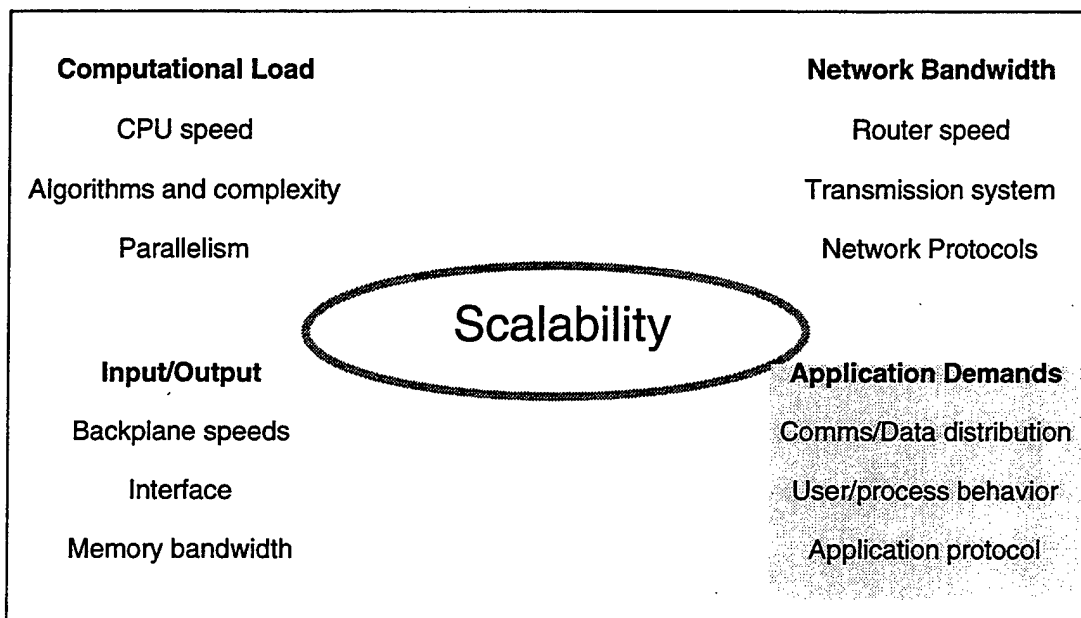 Computational Load
CPU speed
Algorithms and complexity
Parallelism
Network Bandwidth
Router speed
Transmission system
Network Protocols
Scalability
Input/Output
Backplane speeds
Interface
Memory bandwidth
Application Demands
Comms/Data distribution
User/process behavior
Application protocol